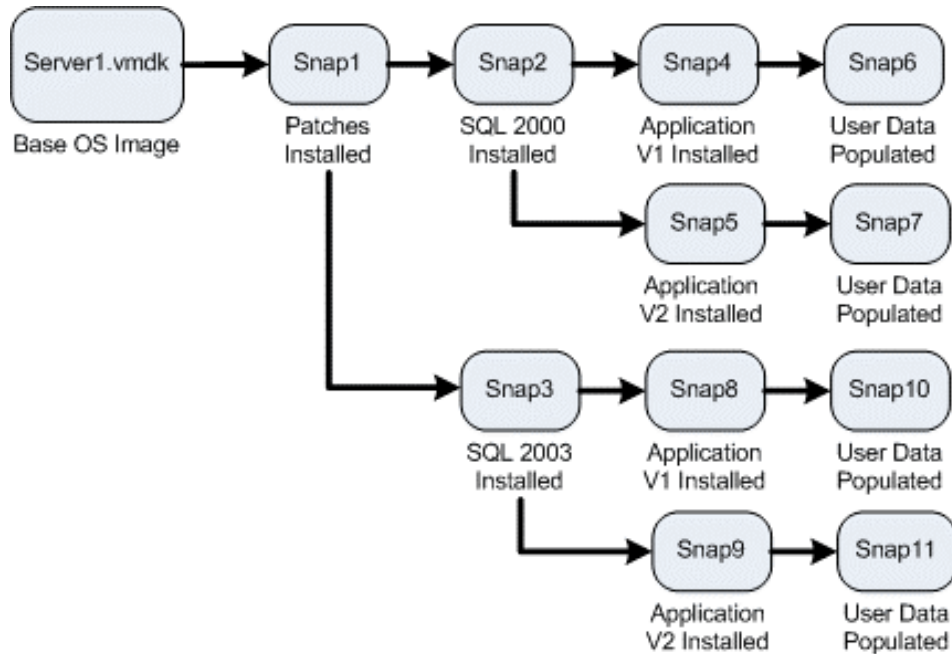 Server1.vmdk
Base OS Image
Snap1
Patches
Installed
Snap2
SQL 2000
Installed
Snap4
Application
V1 Installed
Snap6
User Data
Populated
Snap5
Application
V2 Installed
Snap7
User Data
Populated
Snap3
SQL 2003
Installed
Snap8
Application
V1 Installed
Snap10
User Data
Populated
Snap9
Application
V2 Installed
Snap11
User Data
Populated